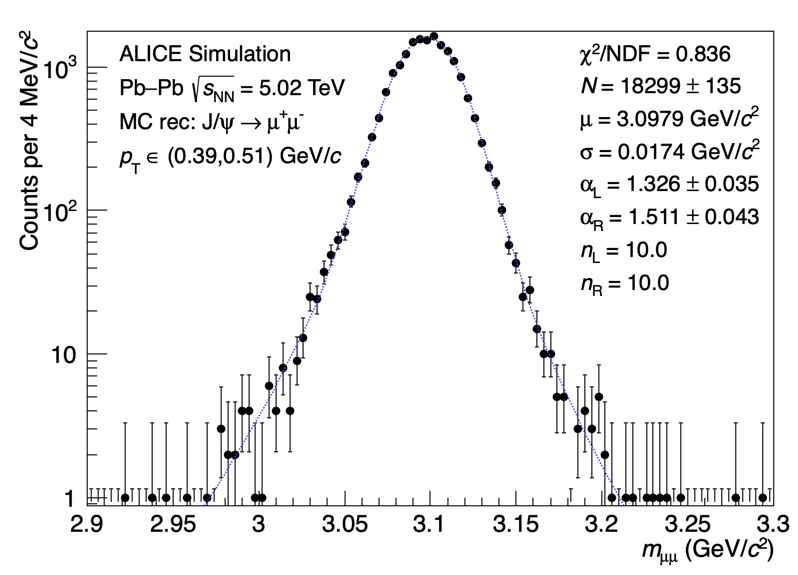 ALICE Simulation
Pb–Pb √sNN = 5.02 TeV
MC rec: J/ψ → μ⁺μ⁻
pT ∈ (0.39,0.51) GeV/c
χ²/NDF = 0.836
N = 18299 ± 135
μ = 3.0979 GeV/c²
σ = 0.0174 GeV/c²
αL = 1.326 ± 0.035
αR = 1.511 ± 0.043
nL = 10.0
nR = 10.0
Counts per 4 MeV/c²
10³
10²
10
1
2.9 2.95 3 3.05 3.1 3.15 3.2 3.25 3.3
mμμ (GeV/c²)